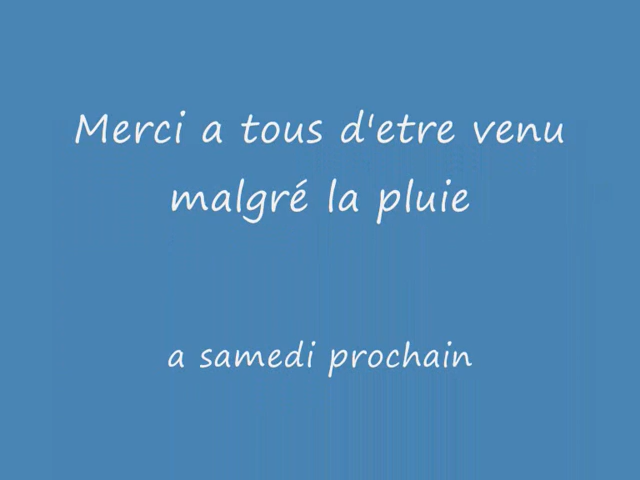 Merci a tous d'etre venu
malgré la pluie
a samedi prochain